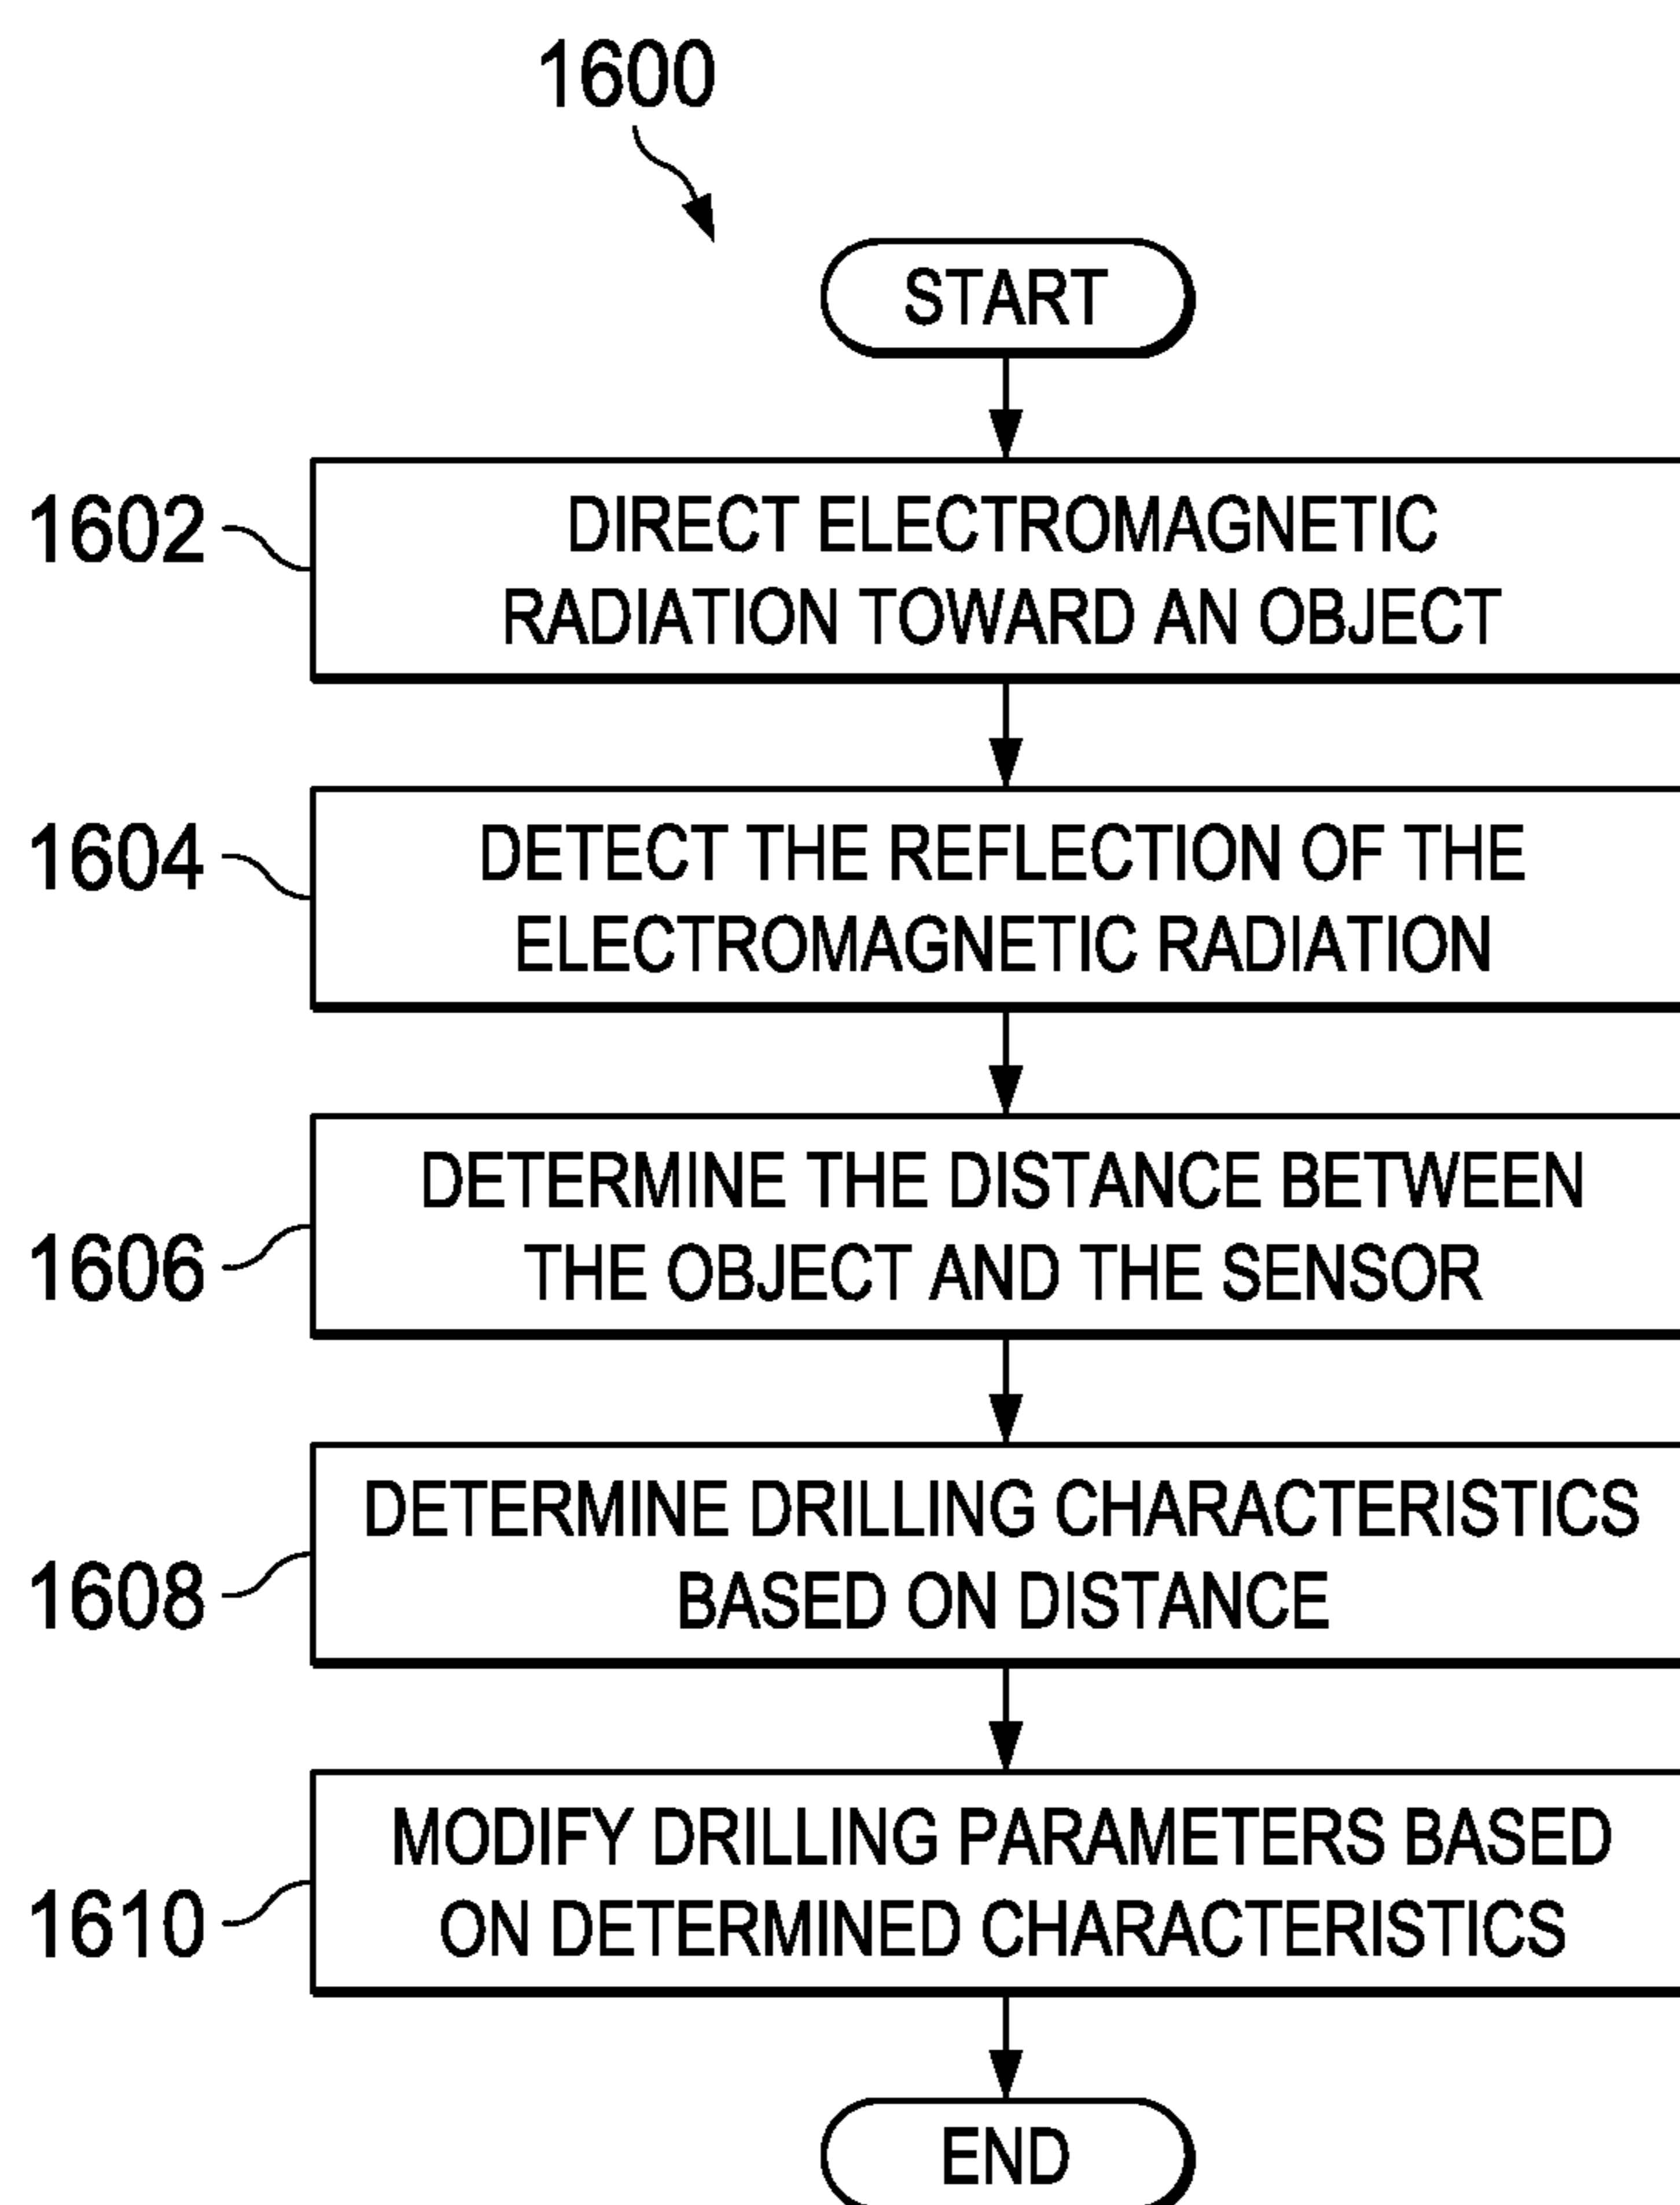 1600
START
1602
DIRECT ELECTROMAGNETIC
RADIATION TOWARD AN OBJECT
1604
DETECT THE REFLECTION OF THE
ELECTROMAGNETIC RADIATION
1606
DETERMINE THE DISTANCE BETWEEN
THE OBJECT AND THE SENSOR
1608
DETERMINE DRILLING CHARACTERISTICS
BASED ON DISTANCE
1610
MODIFY DRILLING PARAMETERS BASED
ON DETERMINED CHARACTERISTICS
END